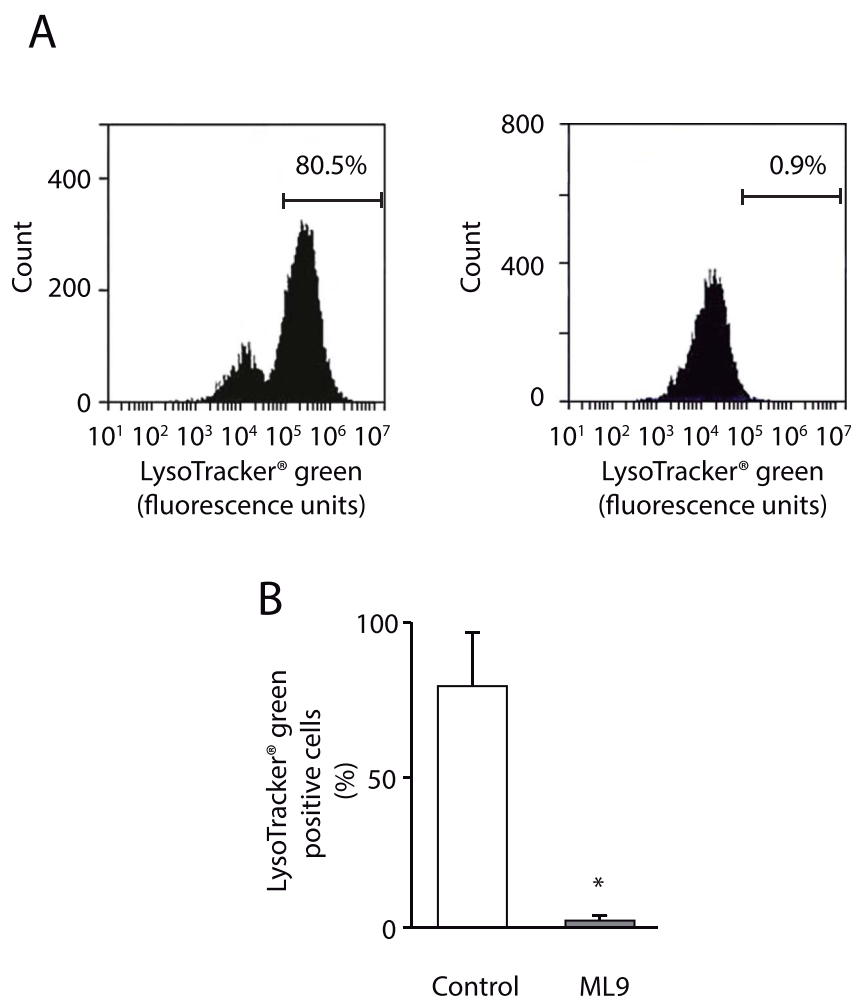 A
400
200
0
Count
80.5%
10¹ 10² 10³ 10⁴ 10⁵ 10⁶ 10⁷
LysoTracker® green
(fluorescence units)
800
400
0
Count
0.9%
10¹ 10² 10³ 10⁴ 10⁵ 10⁶ 10⁷
LysoTracker® green
(fluorescence units)
B
LysoTracker® green
positive cells
(%)
100
50
0
*
Control ML9